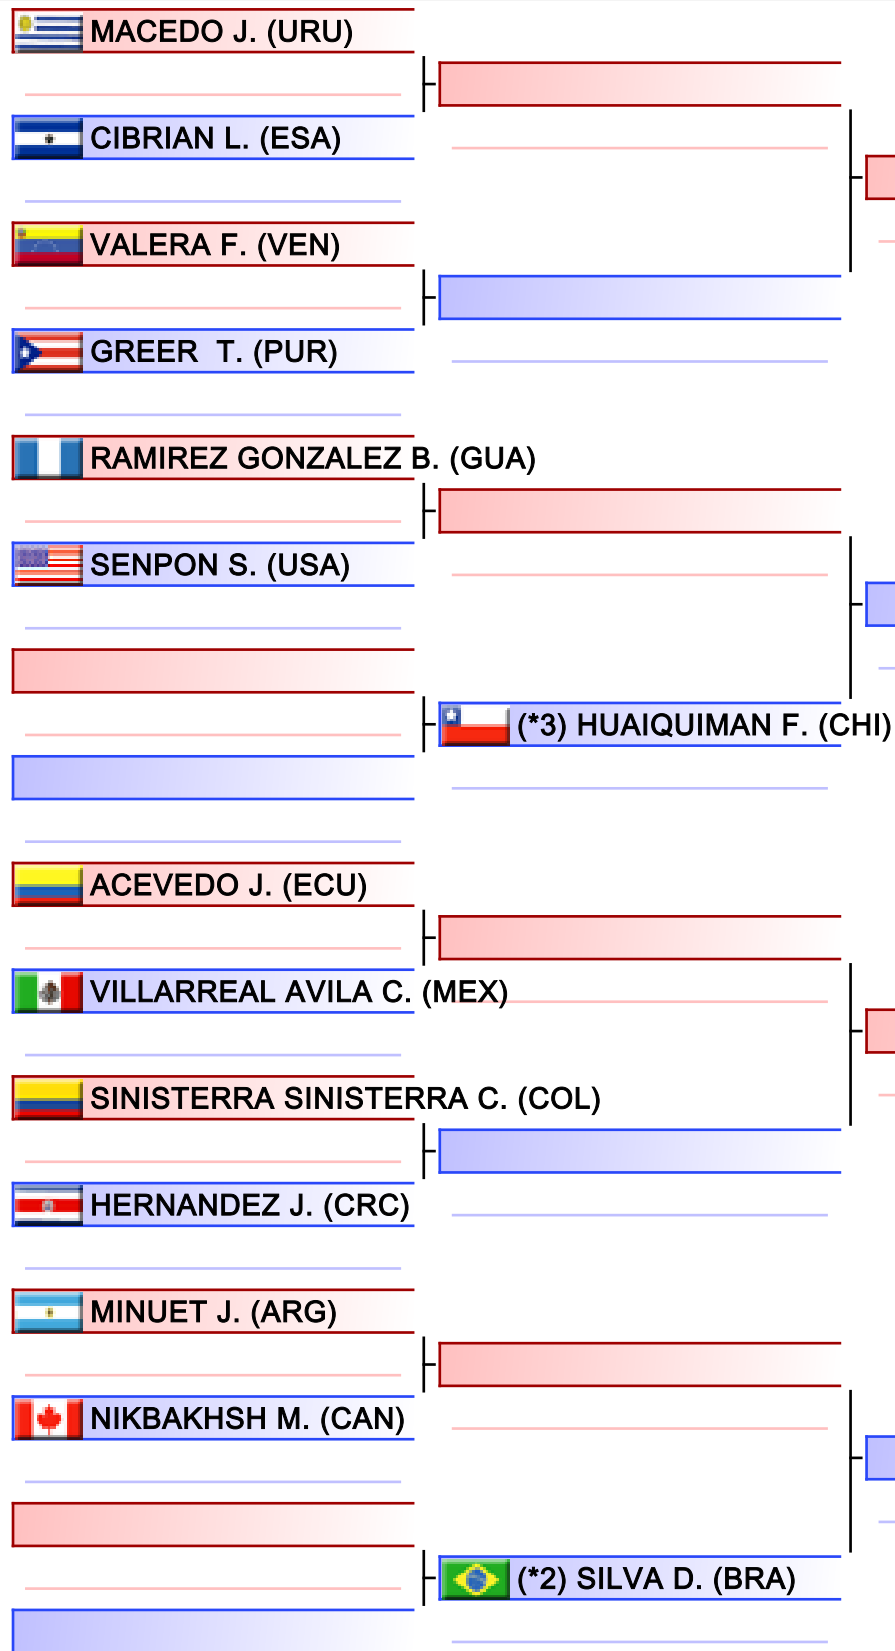 MACEDO J. (URU)
CIBRIAN L. (ESA)
VALERA F. (VEN)
GREER  T. (PUR)
RAMIREZ GONZALEZ B. (GUA)
SENPON S. (USA)
(*3) HUAIQUIMAN F. (CHI)
ACEVEDO J. (ECU)
VILLARREAL AVILA C. (MEX)
SINISTERRA SINISTERRA C. (COL)
HERNANDEZ J. (CRC)
MINUET J. (ARG)
NIKBAKHSH M. (CAN)
(*2) SILVA D. (BRA)